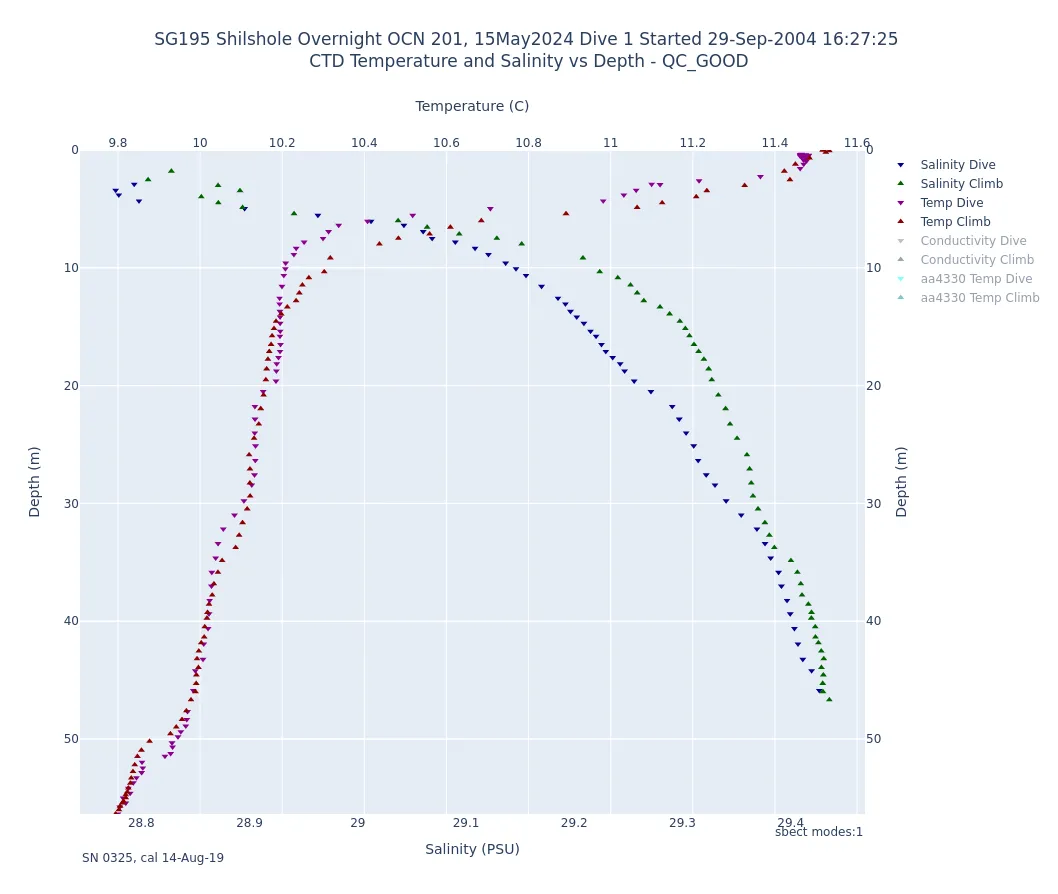 SG195 Shilshole Overnight OCN 201, 15May2024 Dive 1 Started 29-Sep-2004 16:27:25
CTD Temperature and Salinity vs Depth - QC_GOOD
Temperature (C)
9.8 10 10.2 10.4 10.6 10.8 11 11.2 11.4 11.6
0 0
10 10
20 20
30 30
40 40
50 50
Depth (m)
Depth (m)
Salinity Dive
Salinity Climb
Temp Dive
Temp Climb
Conductivity Dive
Conductivity Climb
aa4330 Temp Dive
aa4330 Temp Climb
28.8 28.9 29 29.1 29.2 29.3 29.4
sbect modes:1
Salinity (PSU)
SN 0325, cal 14-Aug-19